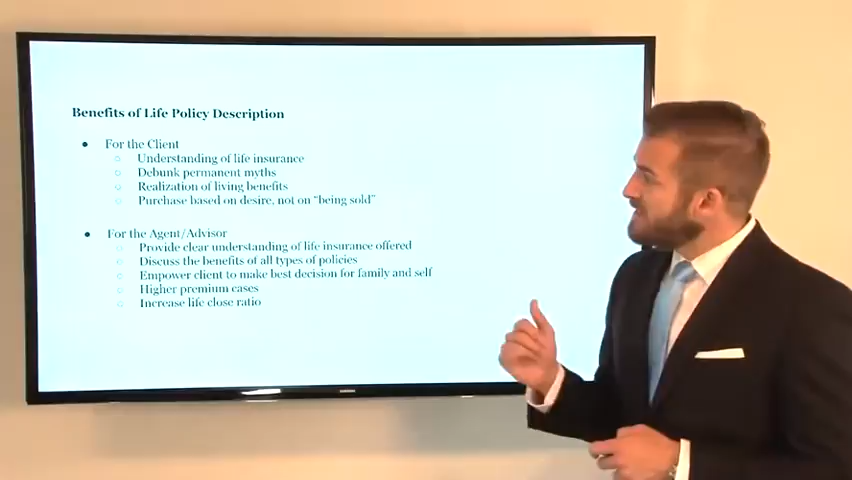 Benefits of Life Policy Description
● For the Client
○ Understanding of life insurance
○ Debunk permanent myths
○ Realization of living benefits
○ Purchase based on desire, not on “being sold”
● For the Agent/Advisor
○ Provide clear understanding of life insurance offered
○ Discuss the benefits of all types of policies
○ Empower client to make best decision for family and self
○ Higher premium cases
○ Increase life close ratio